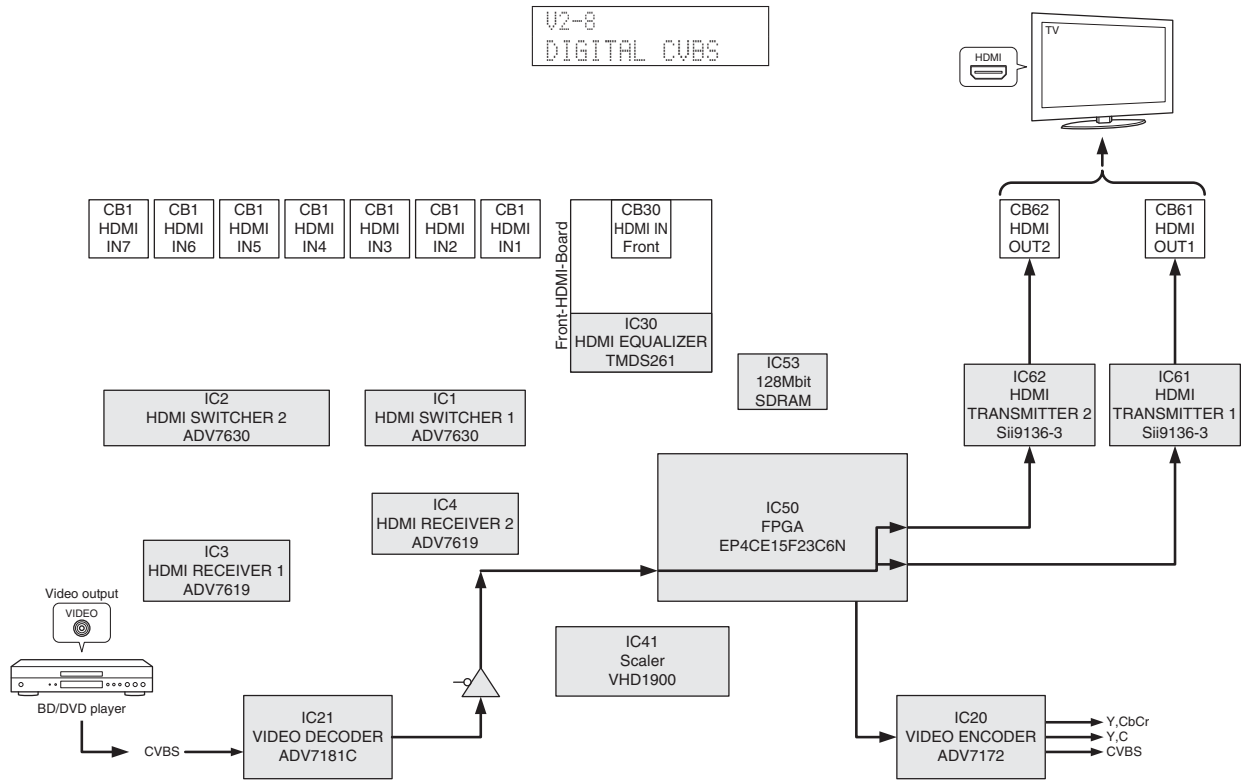 V2-8
DIGITAL CVBS
TV
HDMI
CB1
HDMI
IN7
CB1
HDMI
IN6
CB1
HDMI
IN5
CB1
HDMI
IN4
CB1
HDMI
IN3
CB1
HDMI
IN2
CB1
HDMI
IN1
Front-HDMI-Board
CB30
HDMI IN
Front
CB62
HDMI
OUT2
CB61
HDMI
OUT1
IC30
HDMI EQUALIZER
TMDS261
IC53
128Mbit
SDRAM
IC62
HDMI
TRANSMITTER 2
Sii9136-3
IC61
HDMI
TRANSMITTER 1
Sii9136-3
IC2
HDMI SWITCHER 2
ADV7630
IC1
HDMI SWITCHER 1
ADV7630
IC4
HDMI RECEIVER 2
ADV7619
IC50
FPGA
EP4CE15F23C6N
IC3
HDMI RECEIVER 1
ADV7619
Video output
VIDEO
BD/DVD player
IC41
Scaler
VHD1900
CVBS
IC21
VIDEO DECODER
ADV7181C
IC20
VIDEO ENCODER
ADV7172
Y,CbCr
Y,C
CVBS